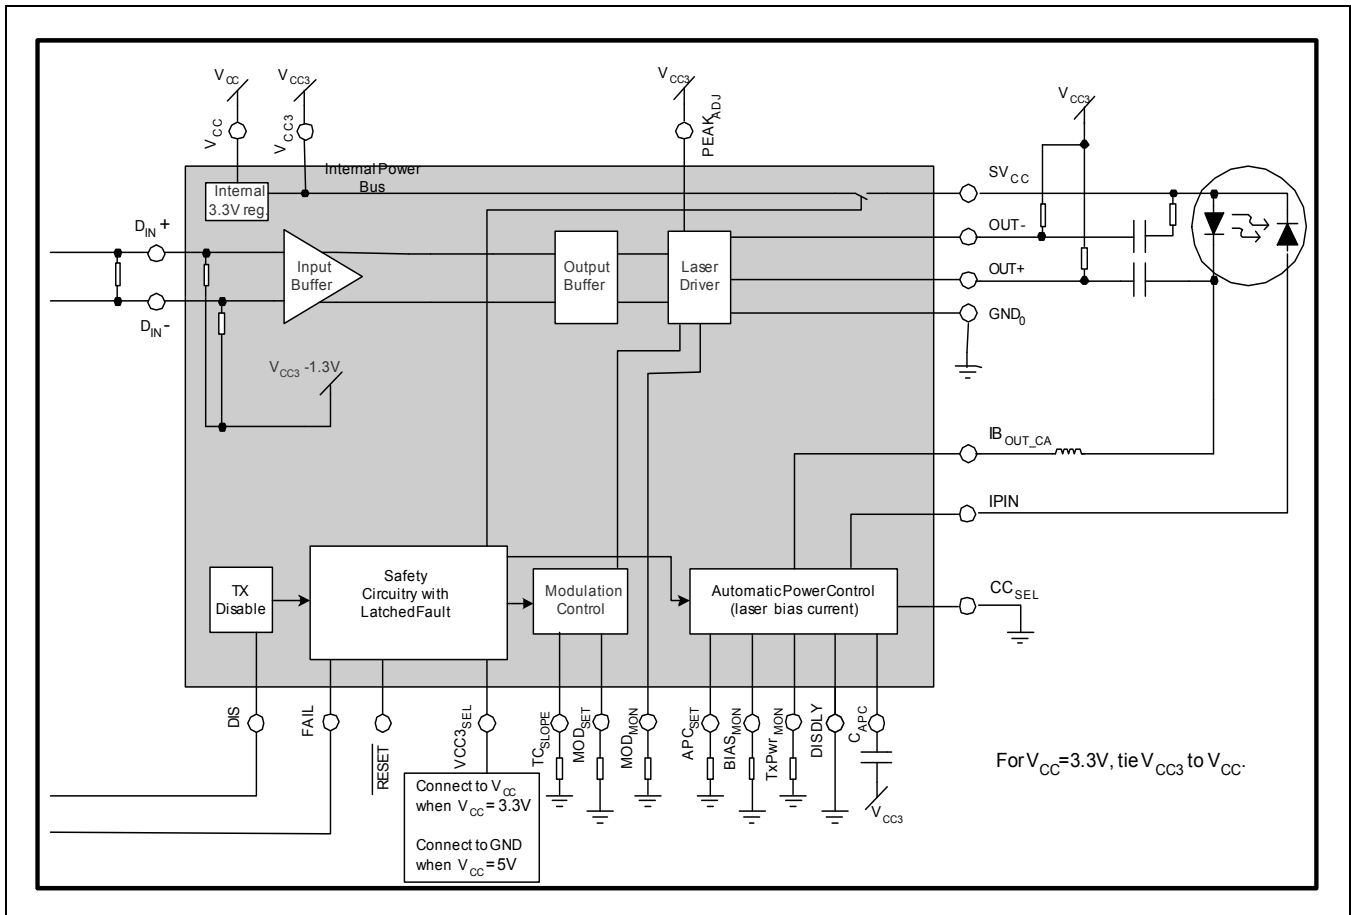 VCC
VCC3
VCC3
VCC3
VCC
VCC3
PEAKADJ
Internal Power
Bus
SVCC
Internal
3.3V reg.
DIN +
OUT-
Input
Buffer
Output
Buffer
Laser
Driver
OUT+
DIN -
GND0
VCC3 -1.3V
IBOUT_CA
IPIN
TX
Disable
Safety
Circuitry with
Latched Fault
Modulation
Control
Automatic Power Control
(laser bias current)
CCSEL
DIS
FAIL
RESET
VCC3SEL
TCSLOPE
MODSET
MODMON
APCSET
BIASMON
TxPwrMON
DISDLY
CAPC
Connect to VCC
when VCC = 3.3V
Connect to GND
when VCC = 5V
VCC3
For VCC=3.3V, tie VCC3 to VCC.